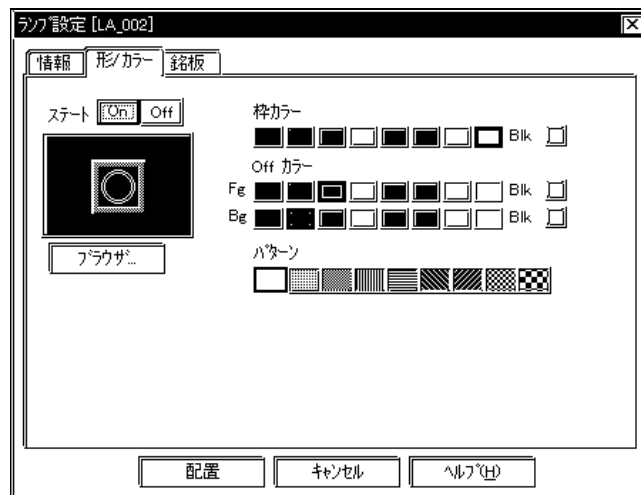 ランプ設定 [LA_002]
情報 形/カラー 銘板
ステート On Off
枠カラー
Blk
Off カラー
Fg Blk
Bg Blk
ブラウザ...
パターン
配置 キャンセル ヘルプ(H)